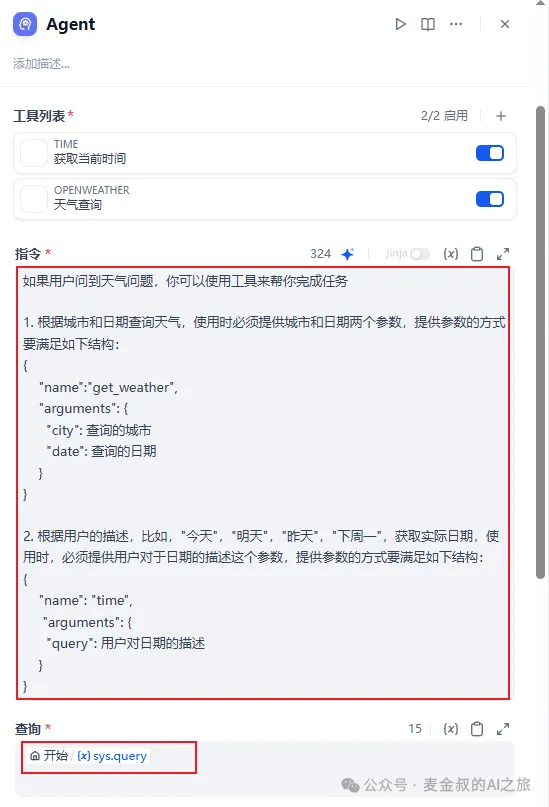 Agent
添加描述...
工具列表* 2/2 启用
TIME
获取当前时间
OPENWEATHER
天气查询
指令 * 324 Jinja (x)
如果用户问到天气问题，你可以使用工具来帮你完成任务
1. 根据城市和日期查询天气，使用时必须提供城市和日期两个参数，提供参数的方式
要满足如下结构：
{
"name":"get_weather",
"arguments": {
"city": 查询的城市
"date": 查询的日期
}
}
2. 根据用户的描述，比如，"今天"，"明天"，"昨天"，"下周一"，获取实际日期，使
用时，必须提供用户对于日期的描述这个参数，提供参数的方式要满足如下结构：
{
"name": "time",
"arguments": {
"query": 用户对日期的描述
}
}
查询 * 15 (x)
开始 / (x) sys.query
公众号 · 麦金叔的AI之旅